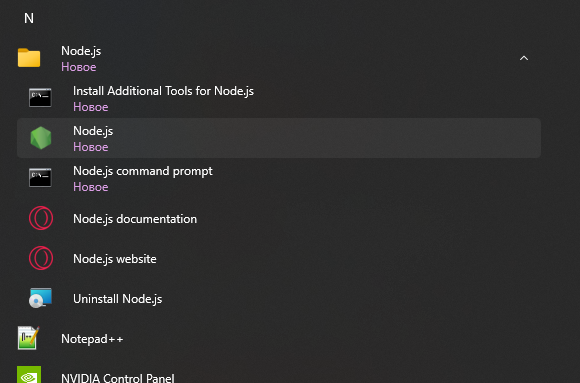 N
Node.js
Новое
Install Additional Tools for Node.js
Новое
Node.js
Новое
Node.js command prompt
Новое
Node.js documentation
Node.js website
Uninstall Node.js
Notepad++
NVIDIA Control Panel